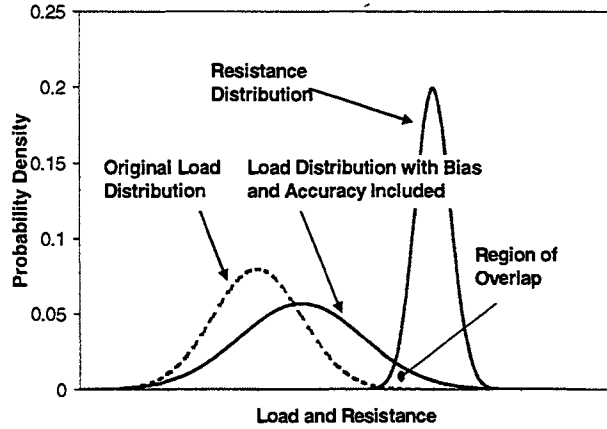 0.25
0.2
0.15
0.1
0.05
0
Probability Density
Resistance
Distribution
Original Load
Distribution
Load Distribution with Bias
and Accuracy Included
Region of
Overlap
Load and Resistance